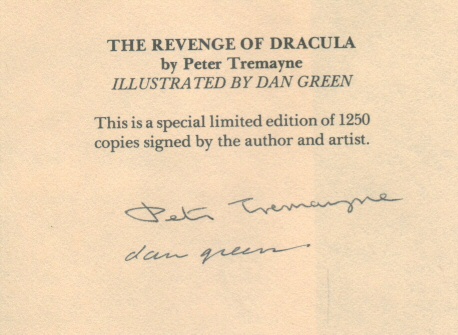 THE REVENGE OF DRACULA
by Peter Tremayne
ILLUSTRATED BY DAN GREEN
This is a special limited edition of 1250
copies signed by the author and artist.
Peter Tremayne
dan green